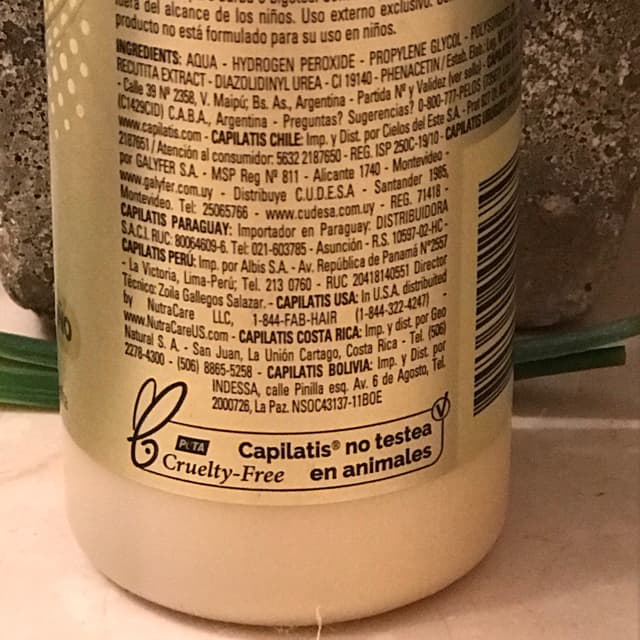 del alcance de los niños. Uso externo exclusivo.
producto no está formulado para su uso en niños.
INGREDIENTS: AQUA - HYDROGEN PEROXIDE - PROPYLENE GLYCOL -
RECUTITA EXTRACT - DIAZOLIDINYL UREA - CI 19140 - PHENACETIN / Estab. Elab.:
- Calle 39 Nº 2358, V. Maipú; Bs. As., Argentina - Partida Nº y Validez (ver
(C1429CID) C.A.B.A., Argentina - Preguntas? Sugerencias? 0-800-777-PELOS
www.capilatis.com - CAPILATIS CHILE: Imp. y Dist. por Cielos del Este S.A. -
2187651 / Atención al consumidor: 5632 2187650 - REG. ISP 250C-19/10 - CAPILATIS
por GALYFER S.A. - MSP Reg Nº 811 - Alicante 1740 - Montevideo -
www.galyfer.com.uy - Distribuye C.U.D.E.S.A - Santander 1985,
Montevideo. Tel: 25065766 - www.cudesa.com.uy - REG. 71418 -
CAPILATIS PARAGUAY: Importador en Paraguay: DISTRIBUIDORA
S.A.C.I. RUC: 80064609-6. Tel: 021-603785 - Asunción - R.S. 10597-02-HC -
CAPILATIS PERÚ: Imp. por Albis S.A. - Av. República de Panamá Nº2557
- La Victoria, Lima-Perú; Tel. 213 0760 - RUC 20418140551 Director
Técnico: Zoila Gallegos Salazar. - CAPILATIS USA: In U.S.A. distributed
by NutraCare LLC, 1-844-FAB-HAIR (1-844-322-4247) -
www.NutraCareUS.com - CAPILATIS COSTA RICA: Imp. y dist. por Geo
Natural S. A. - San Juan, La Unión Cartago, Costa Rica - Tel. (506)
2278-4300 - (506) 8865-5258 - CAPILATIS BOLIVIA: Imp. y Dist. por
INDESSA, calle Pinilla esq. Av. 6 de Agosto, Tel.
2000726, La Paz. NSOC43137-11BOE
PETA
Cruelty-Free
Capilatis® no testea
en animales